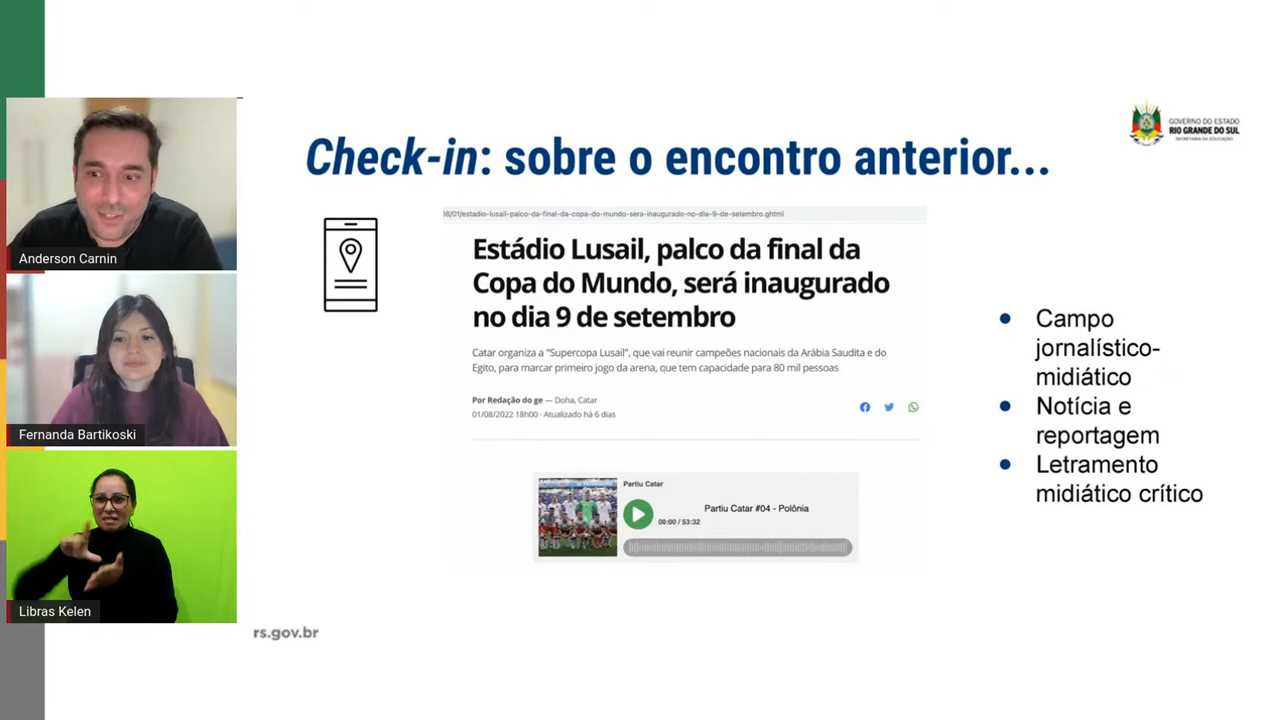 Check-in: sobre o encontro anterior...
GOVERNO DO ESTADO
RIO GRANDE DO SUL
SECRETARIA DA EDUCAÇÃO
08/01/estadio-lusail-palco-da-final-da-copa-do-mundo-sera-inaugurado-no-dia-9-de-setembro.ghtml
Estádio Lusail, palco da final da
Copa do Mundo, será inaugurado
no dia 9 de setembro
Catar organiza a "Supercopa Lusail", que vai reunir campeões nacionais da Arábia Saudita e do
Egito, para marcar primeiro jogo da arena, que tem capacidade para 80 mil pessoas
Por Redação do ge — Doha, Catar
01/08/2022 18h00 · Atualizado há 6 dias
Partiu Catar
Partiu Catar #04 - Polônia
00:00 / 53:32
• Campo
jornalístico-
midiático
• Notícia e
reportagem
• Letramento
midiático crítico
Anderson Carnin
Fernanda Bartikoski
Libras Kelen
rs.gov.br